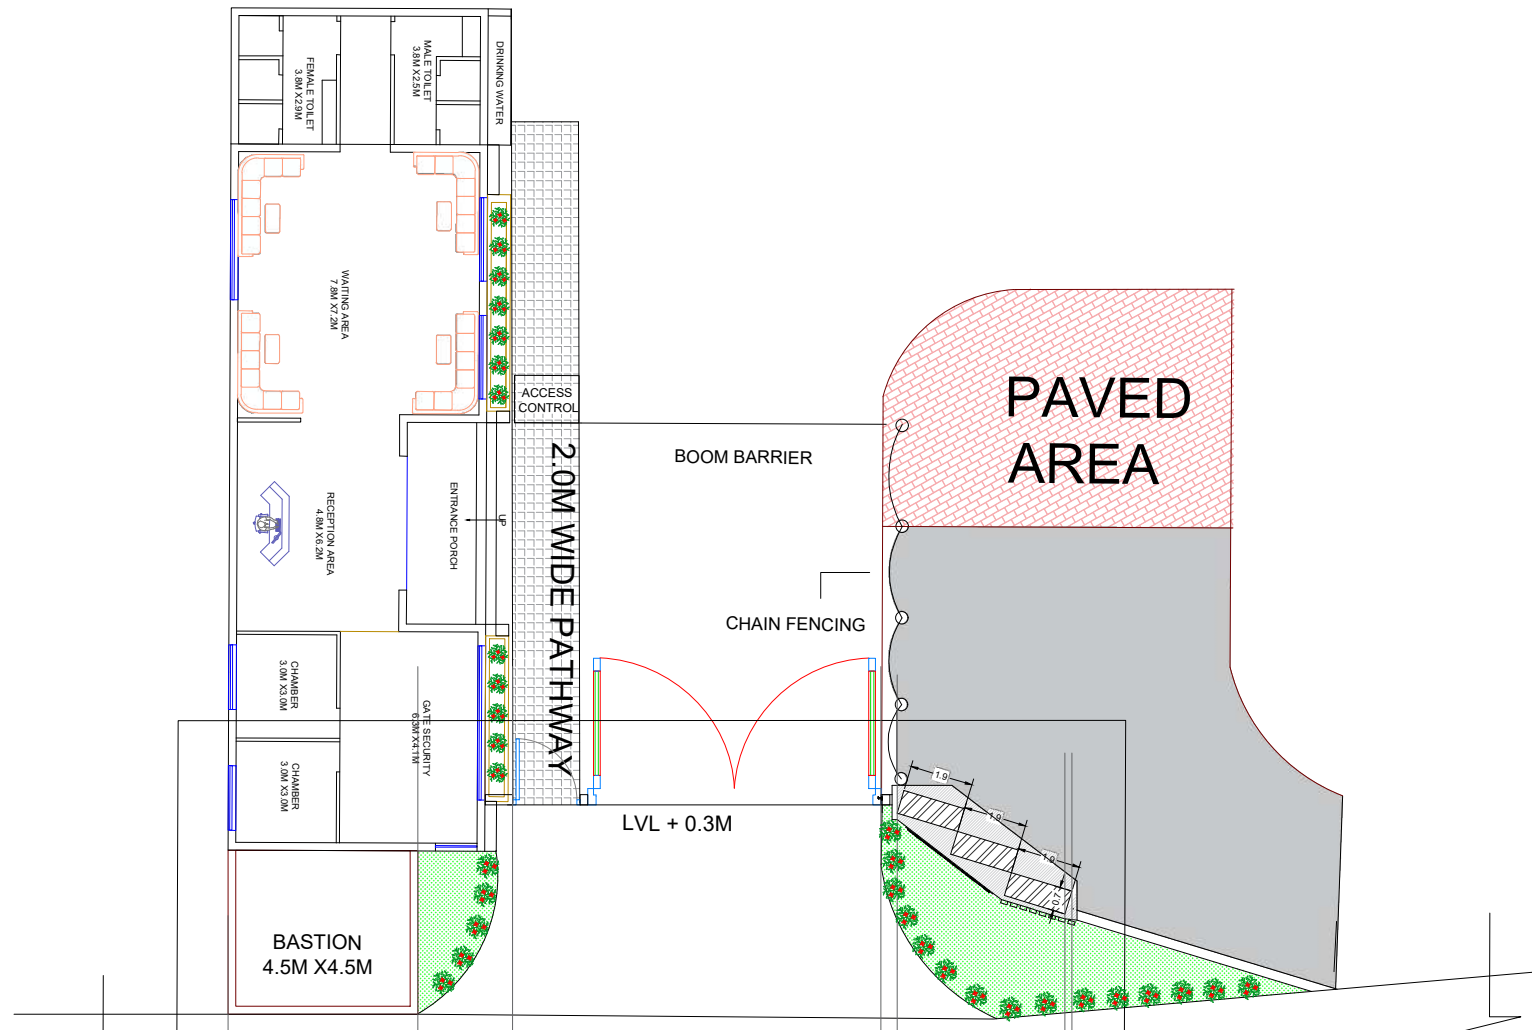 DRINKING WATER
MALE TOILET
3.8M X2.5M
FEMALE TOILET
3.8M X2.9M
WAITING AREA
7.8M X7.2M
ACCESS
CONTROL
PAVED
AREA
BOOM BARRIER
2.0M WIDE PATHWAY
ENTRANCE PORCH
UP
RECEPTION AREA
4.8M X6.2M
CHAIN FENCING
CHAMBER
3.0M X3.0M
GATE SECURITY
6.3M X4.1M
CHAMBER
3.0M X3.0M
1.9
1.9
1.9
0.7
LVL + 0.3M
BASTION
4.5M X4.5M